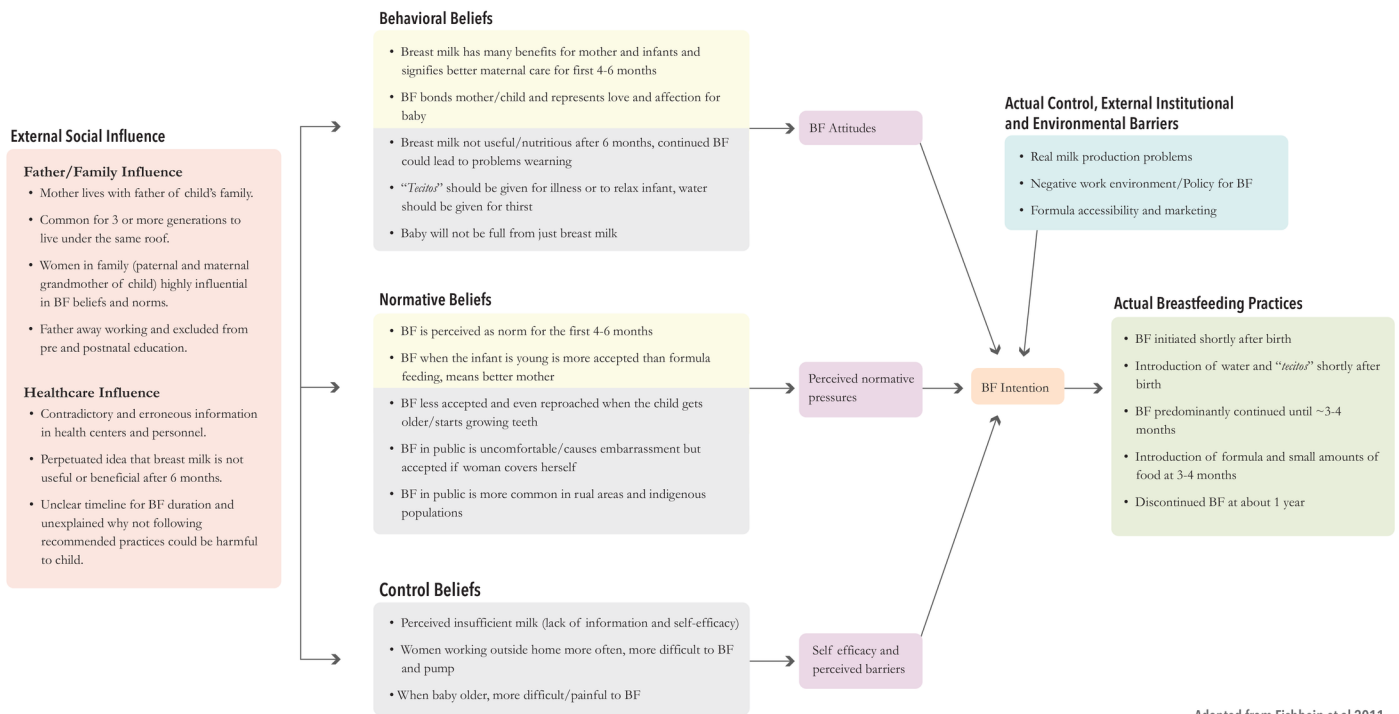 External Social Influence
Father/Family Influence
• Mother lives with father of child's family.
• Common for 3 or more generations to
live under the same roof.
• Women in family (paternal and maternal
grandmother of child) highly influential
in BF beliefs and norms.
• Father away working and excluded from
pre and postnatal education.
Healthcare Influence
• Contradictory and erroneous information
in health centers and personnel.
• Perpetuated idea that breast milk is not
useful or beneficial after 6 months.
• Unclear timeline for BF duration and
unexplained why not following
recommended practices could be harmful
to child.
Behavioral Beliefs
• Breast milk has many benefits for mother and infants and
signifies better maternal care for first 4-6 months
• BF bonds mother/child and represents love and affection for
baby
• Breast milk not useful/nutritious after 6 months, continued BF
could lead to problems wearning
• “Tecitos” should be given for illness or to relax infant, water
should be given for thirst
• Baby will not be full from just breast milk
Normative Beliefs
• BF is perceived as norm for the first 4-6 months
• BF when the infant is young is more accepted than formula
feeding, means better mother
• BF less accepted and even reproached when the child gets
older/starts growing teeth
• BF in public is uncomfortable/causes embarrassment but
accepted if woman covers herself
• BF in public is more common in rual areas and indigenous
populations
Control Beliefs
• Perceived insufficient milk (lack of information and self-efficacy)
• Women working outside home more often, more difficult to BF
and pump
• When baby older, more difficult/painful to BF
BF Attitudes
Perceived normative
pressures
Self efficacy and
perceived barriers
Actual Control, External Institutional
and Environmental Barriers
• Real milk production problems
• Negative work environment/Policy for BF
• Formula accessibility and marketing
BF Intention
Actual Breastfeeding Practices
• BF initiated shortly after birth
• Introduction of water and “tecitos” shortly after
birth
• BF predominantly continued until ~3-4
months
• Introduction of formula and small amounts of
food at 3-4 months
• Discontinued BF at about 1 year
Adapted from Fishbein et al 2011